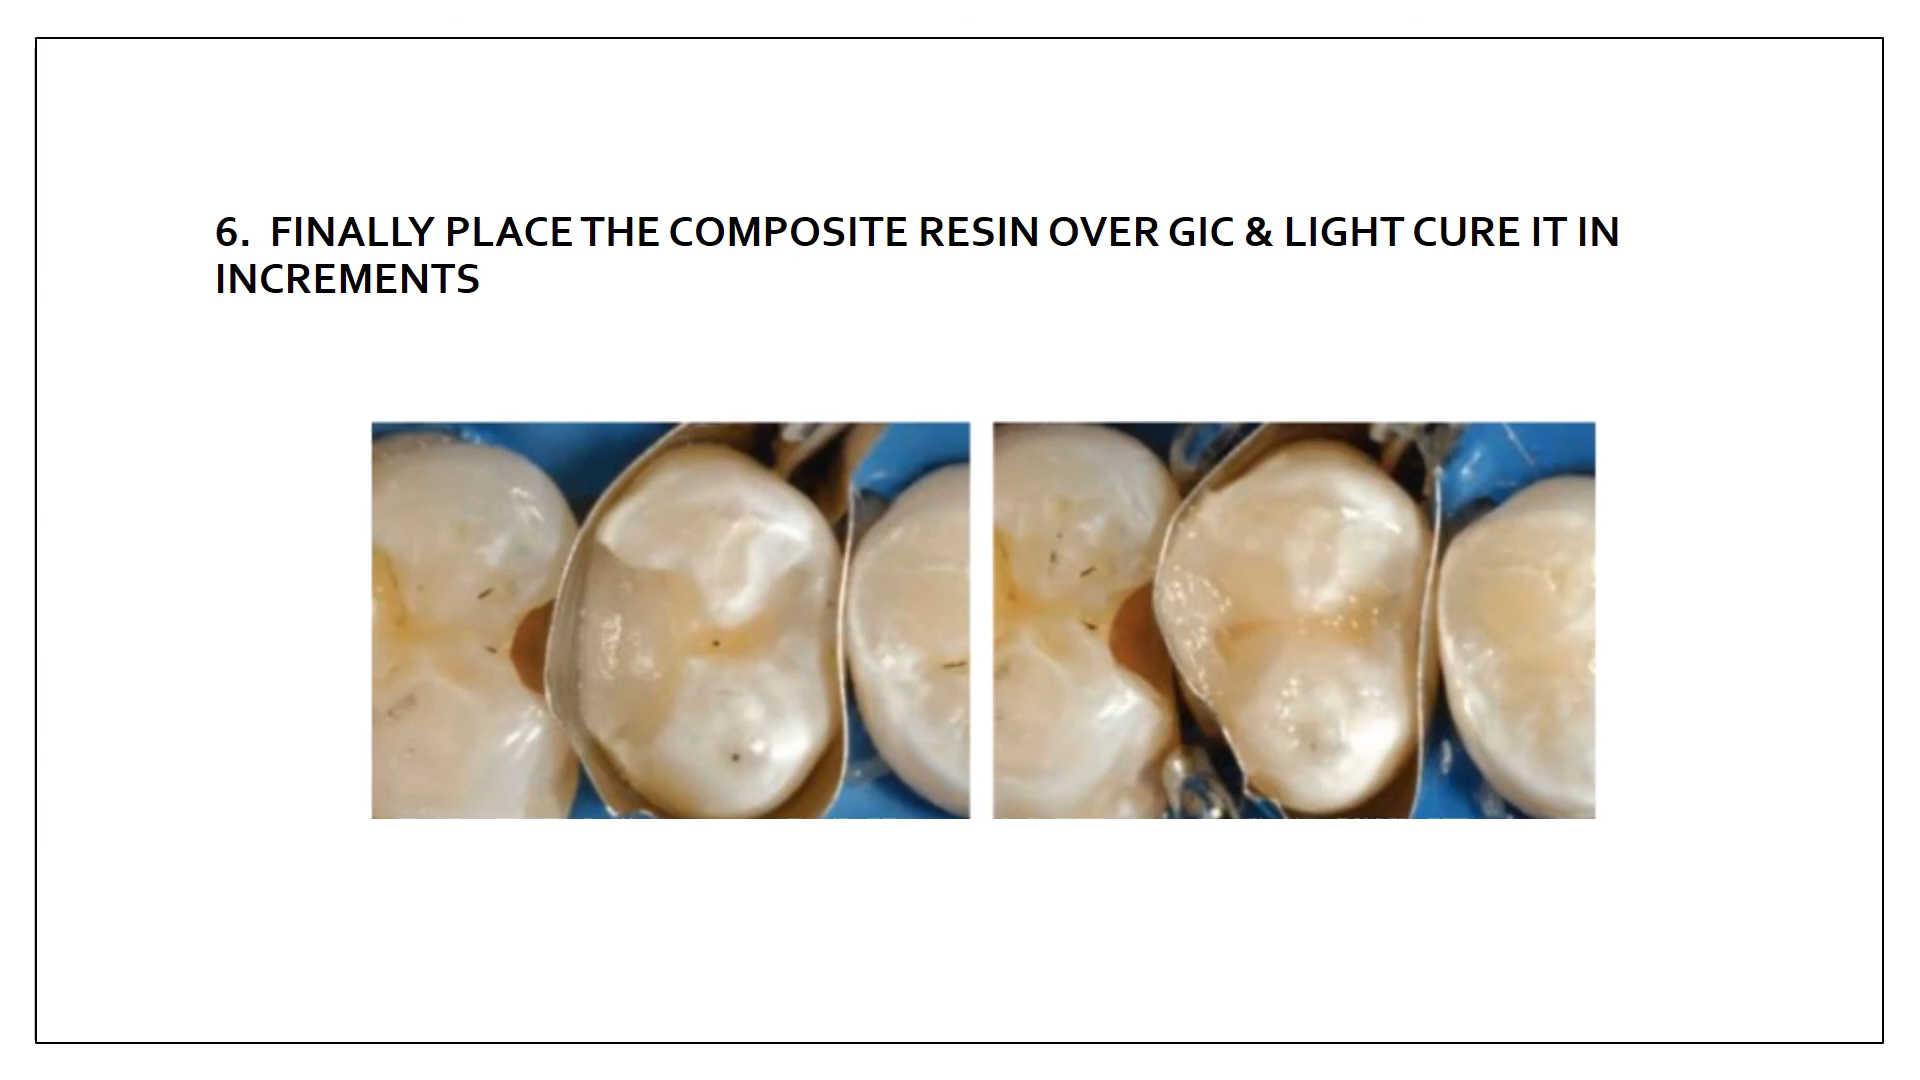 6. FINALLY PLACE THE COMPOSITE RESIN OVER GIC & LIGHT CURE IT IN
INCREMENTS